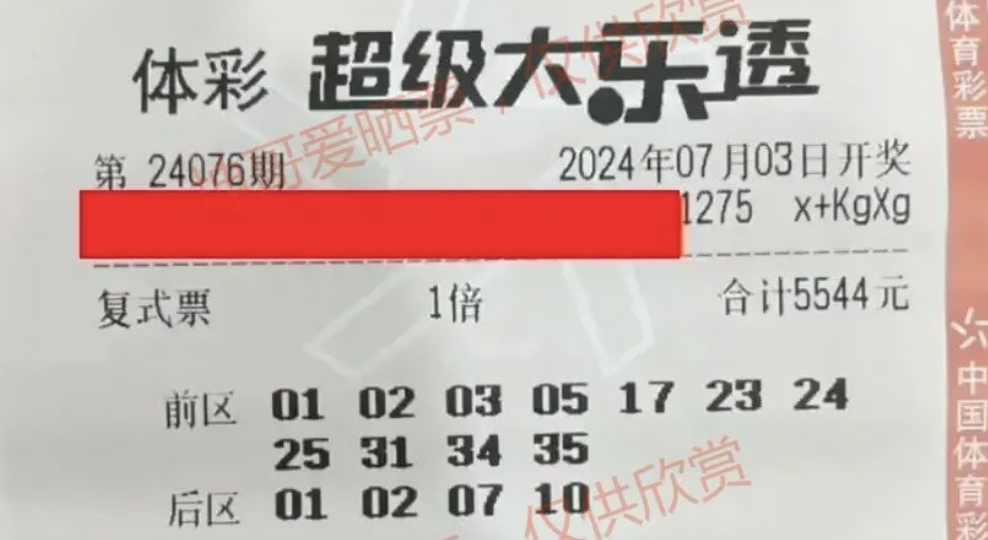 体彩 超级大乐透
第 24076期 2024年07月03日开奖
1275 x+KgXg
复式票 1倍 合计5544元
前区 01 02 03 05 17 23 24
25 31 34 35
后区 01 02 07 10
哥爱晒票,仅供欣赏
仅供欣赏
体育彩票
中国体育彩